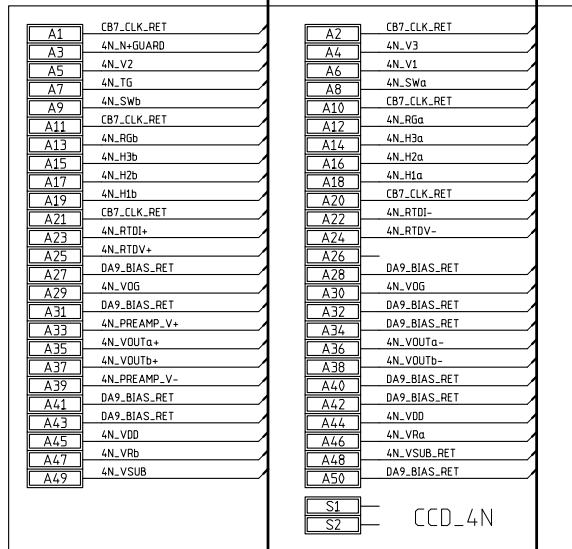 A1 CB7_CLK_RET A2 CB7_CLK_RET
A3 4N_N+GUARD A4 4N_V3
A5 4N_V2 A6 4N_V1
A7 4N_TG A8 4N_SWa
A9 4N_SWb A10 CB7_CLK_RET
A11 CB7_CLK_RET A12 4N_RGa
A13 4N_RGb A14 4N_H3a
A15 4N_H3b A16 4N_H2a
A17 4N_H2b A18 4N_H1a
A19 4N_H1b A20 CB7_CLK_RET
A21 CB7_CLK_RET A22 4N_RTDI-
A23 4N_RTDI+ A24 4N_RTDV-
A25 4N_RTDV+ A26
A27 DA9_BIAS_RET A28 DA9_BIAS_RET
A29 4N_VOG A30 4N_VOG
A31 DA9_BIAS_RET A32 DA9_BIAS_RET
A33 4N_PREAMP_V+ A34 DA9_BIAS_RET
A35 4N_VOUTa+ A36 4N_VOUTa-
A37 4N_VOUTb+ A38 4N_VOUTb-
A39 4N_PREAMP_V- A40 DA9_BIAS_RET
A41 DA9_BIAS_RET A42 DA9_BIAS_RET
A43 DA9_BIAS_RET A44 4N_VDD
A45 4N_VDD A46 4N_VRa
A47 4N_VRb A48 4N_VSUB_RET
A49 4N_VSUB A50 DA9_BIAS_RET
S1
S2
CCD_4N